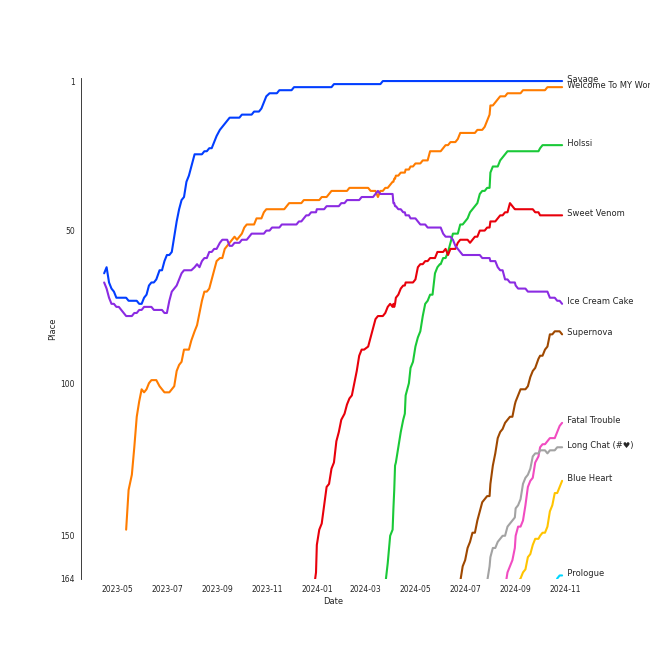 1
50
100
150
164
Place
2023-05
2023-07
2023-09
2023-11
2024-01
2024-03
2024-05
2024-07
2024-09
2024-11
Date
Savage
Welcome To MY Wor
Holssi
Sweet Venom
Ice Cream Cake
Supernova
Fatal Trouble
Long Chat (#♥)
Blue Heart
Prologue